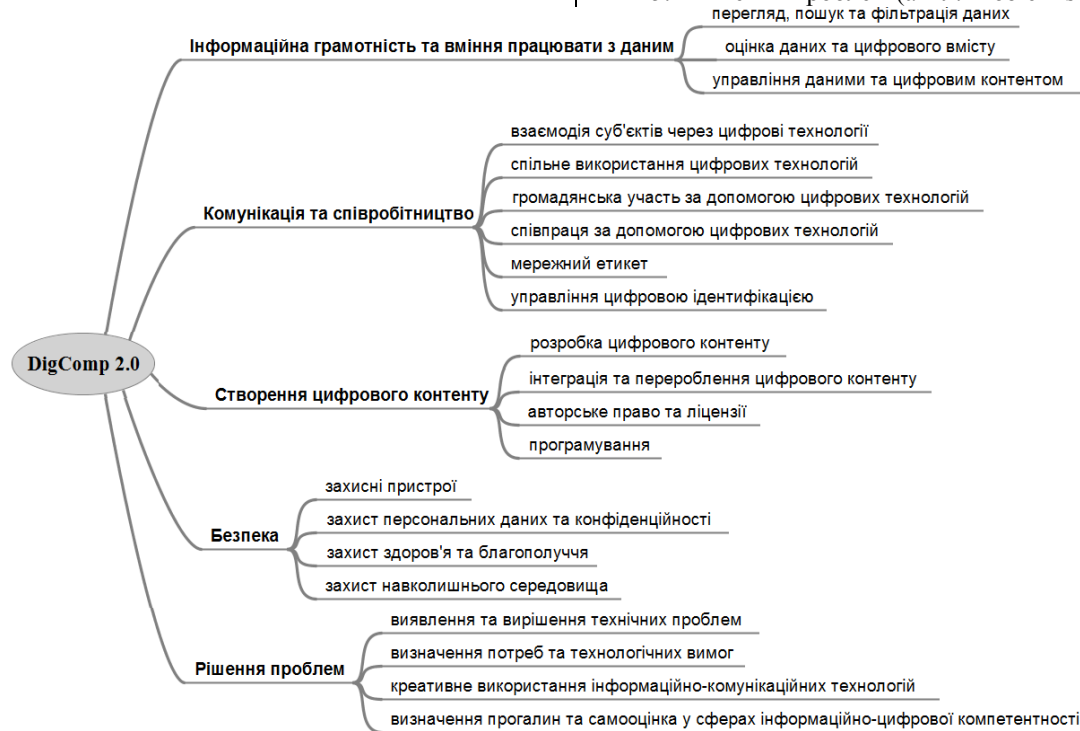 перегляд, пошук та фільтрація даних
Інформаційна грамотність та вміння працювати з даним
оцінка даних та цифрового вмісту
управління даними та цифровим контентом
взаємодія суб'єктів через цифрові технології
спільне використання цифрових технологій
громадянська участь за допомогою цифрових технологій
Комунікація та співробітництво
співпраця за допомогою цифрових технологій
мережний етикет
управління цифровою ідентифікацією
DigComp 2.0
розробка цифрового контенту
інтеграція та перероблення цифрового контенту
Створення цифрового контенту
авторське право та ліцензії
програмування
захисні пристрої
захист персональних даних та конфіденційності
Безпека
захист здоров'я та благополуччя
захист навколишнього середовища
виявлення та вирішення технічних проблем
визначення потреб та технологічних вимог
Рішення проблем
креативне використання інформаційно-комунікаційних технологій
визначення прогалин та самооцінка у сферах інформаційно-цифрової компетентності